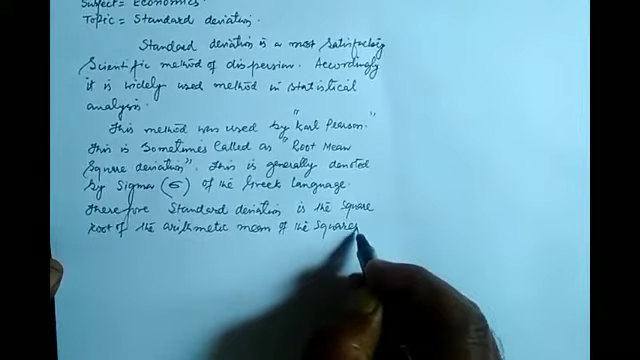 Subject= Economics.
Topic = Standard deviation.
Standard deviation is a most satisfactory
Scientific method of dispersion. Accordingly
it is widely used method in statistical
analysis.
This method was used by "Karl Pearson."
This is Sometimes Called as "Root Mean
Square deviation". This is generally denoted
by Sigma (σ) of the Greek Language.
Therefore Standard deviation is the Square
Root of the arithmetic mean of the Squares